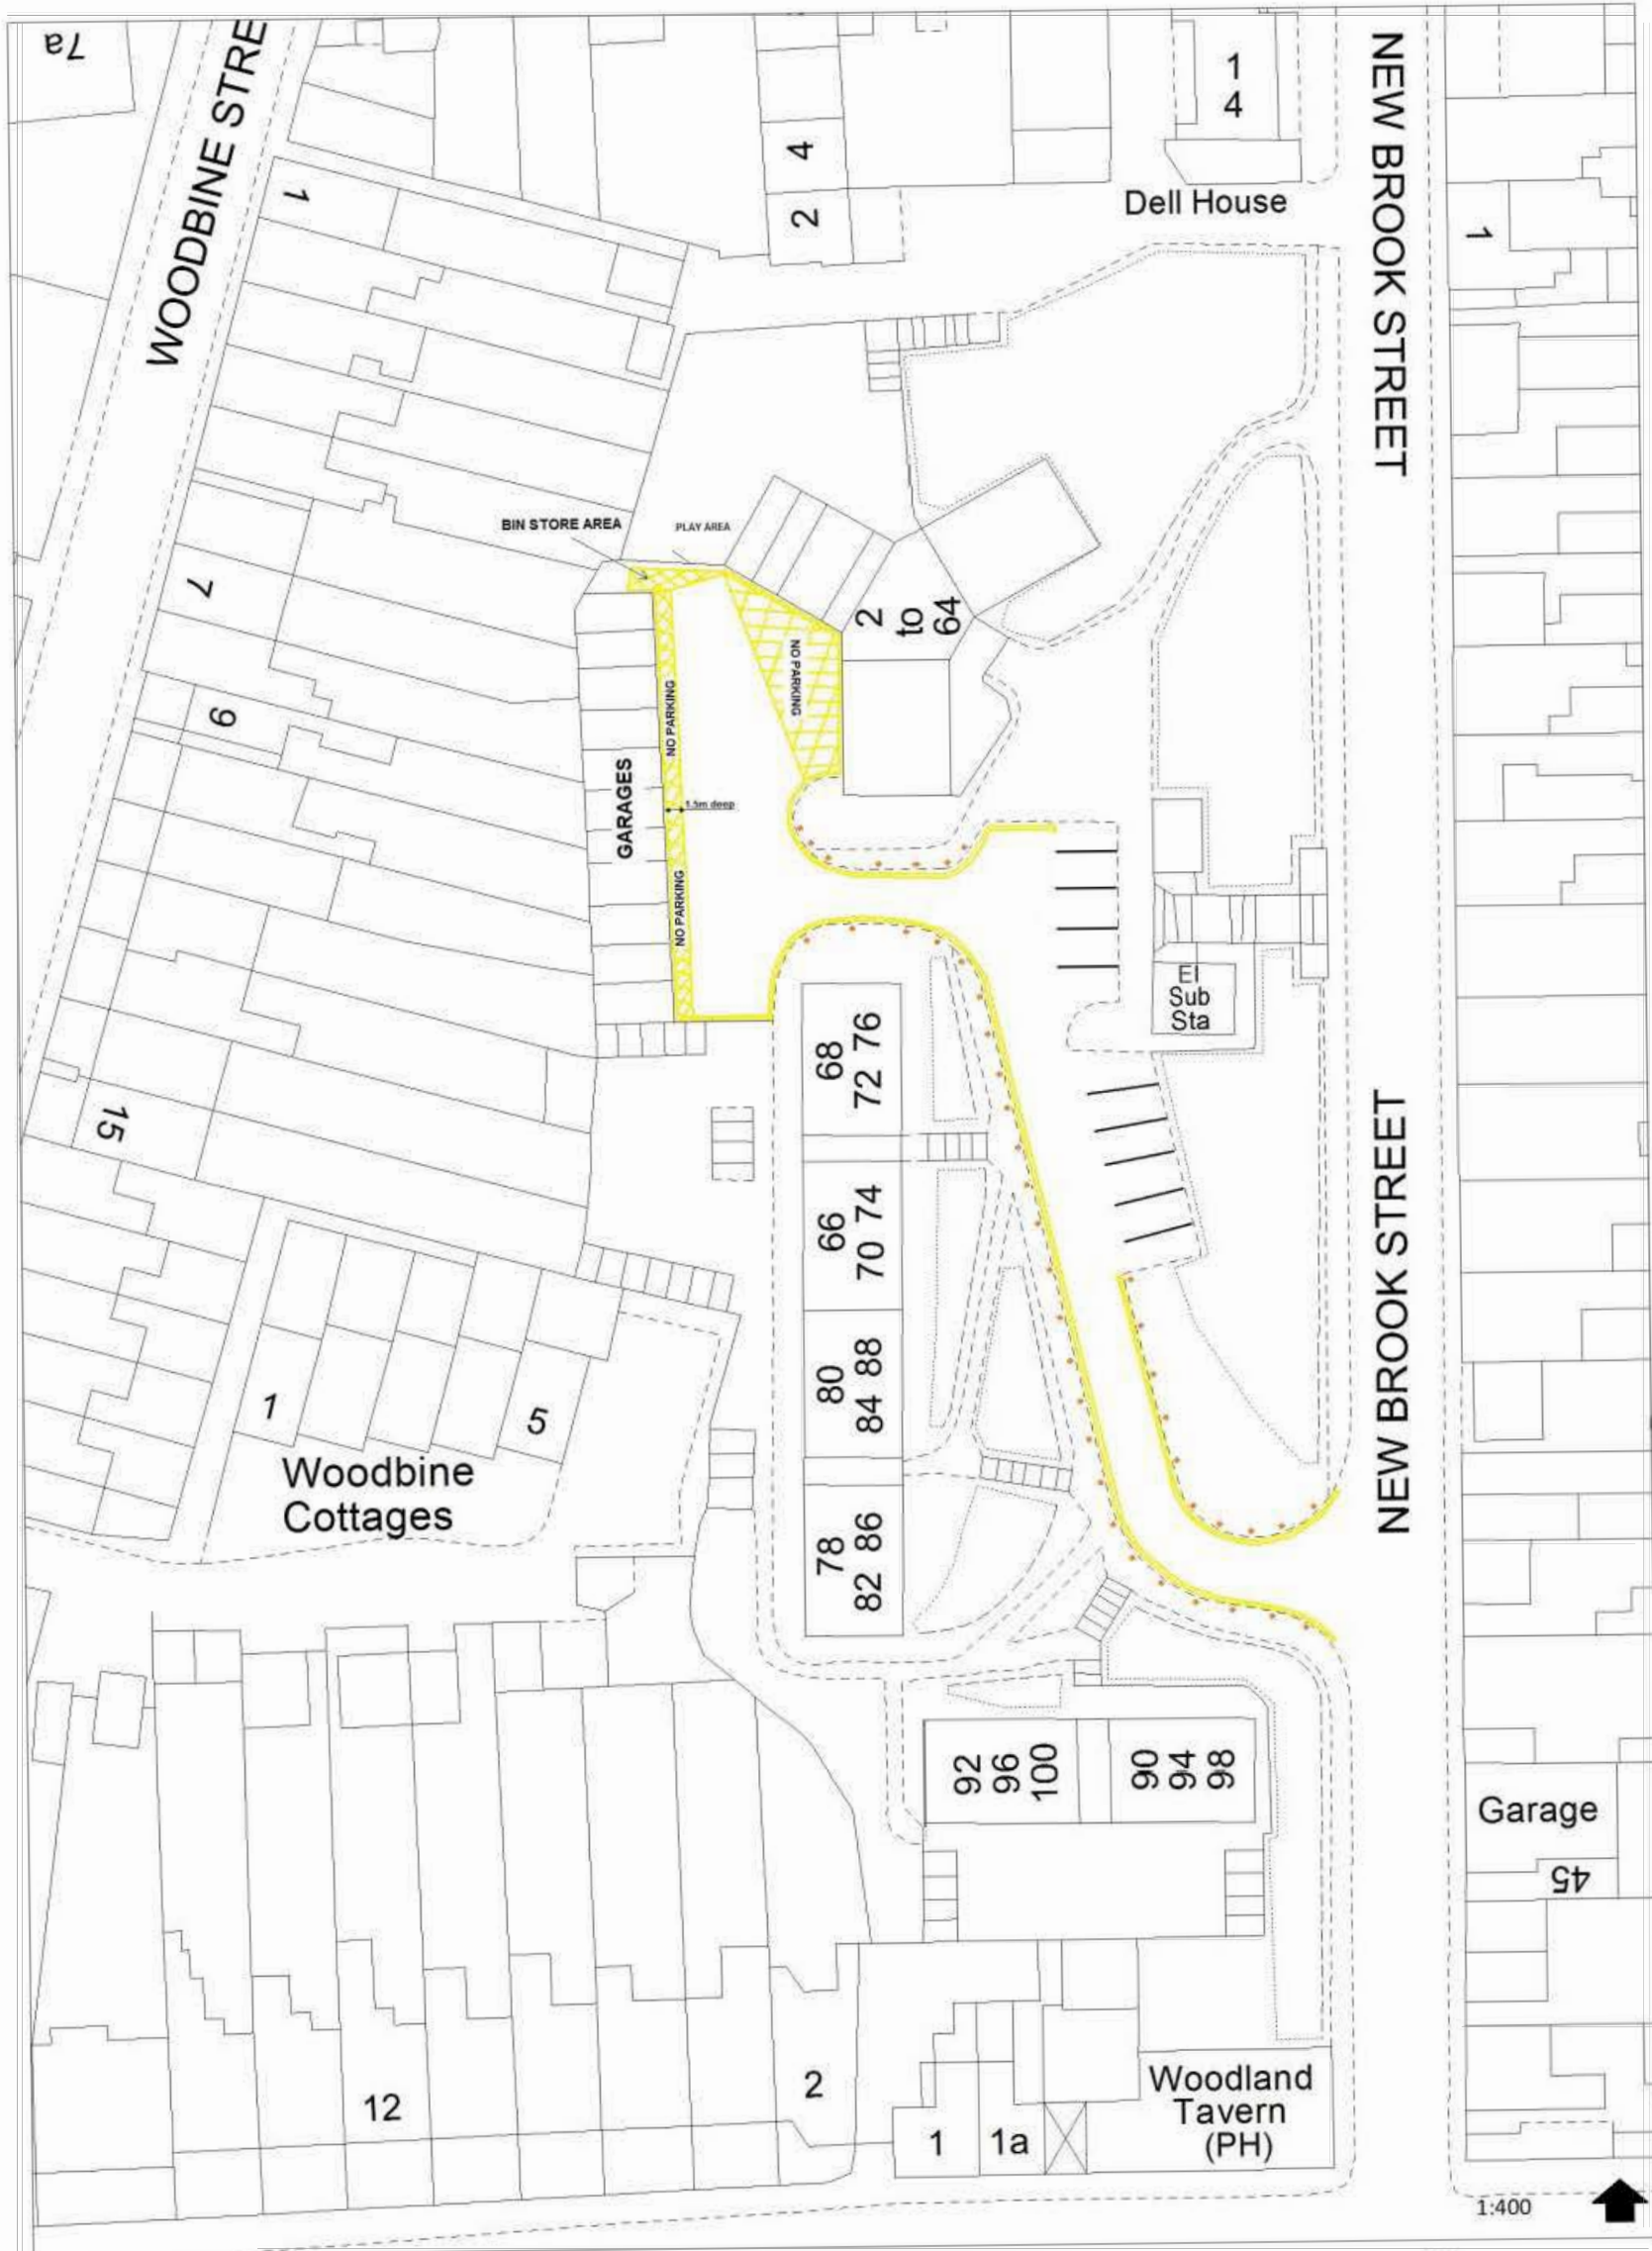 7a
WOODBINE STRE
NEW BROOK STREET
1
4
4
2
Dell House
1
1
BIN STORE AREA
PLAY AREA
7
2
to
64
NO PARKING
NO PARKING
9
GARAGES
1.5m deep
NO PARKING
El
Sub
Sta
68
72 76
15
66
70 74
NEW BROOK STREET
80
84 88
1
5
Woodbine
Cottages
78
82 86
92
96
100
90
94
98
Garage
45
12
2
1
1a
Woodland
Tavern
(PH)
1:400